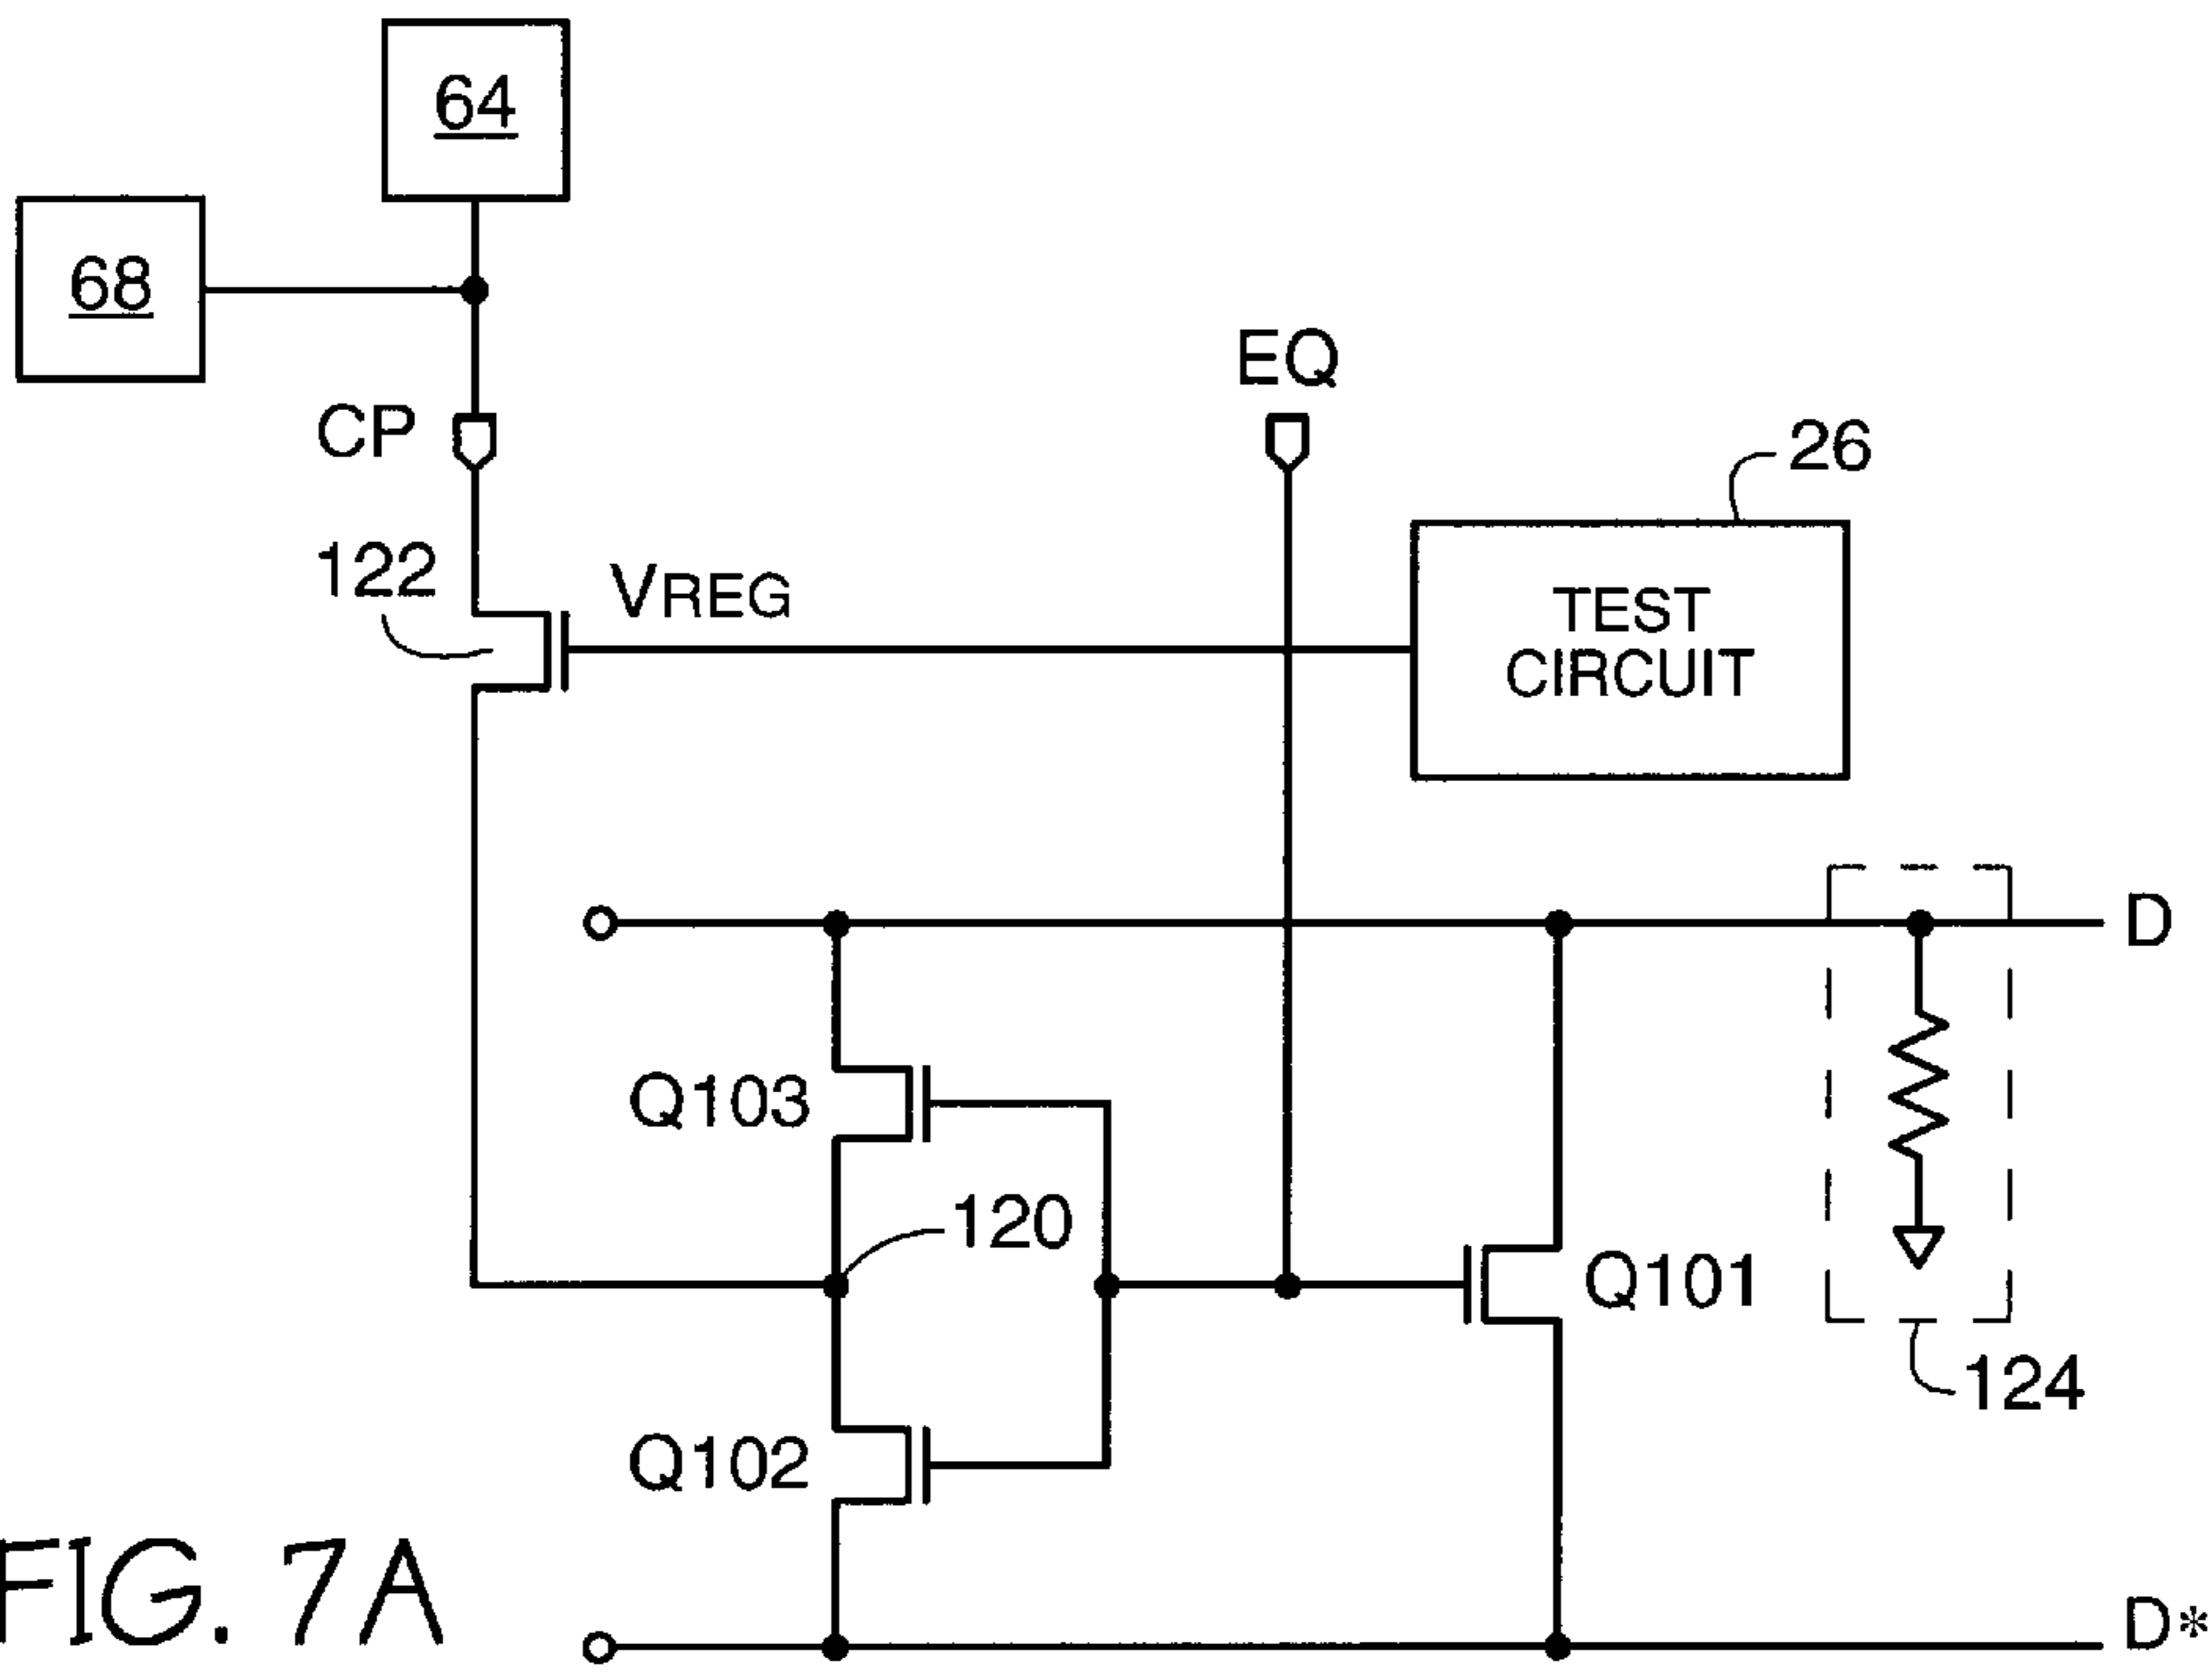 64
68
CP
EQ
26
122
VREG
TEST
CIRCUIT
D
Q103
120
Q101
124
Q102
FIG. 7A
D*